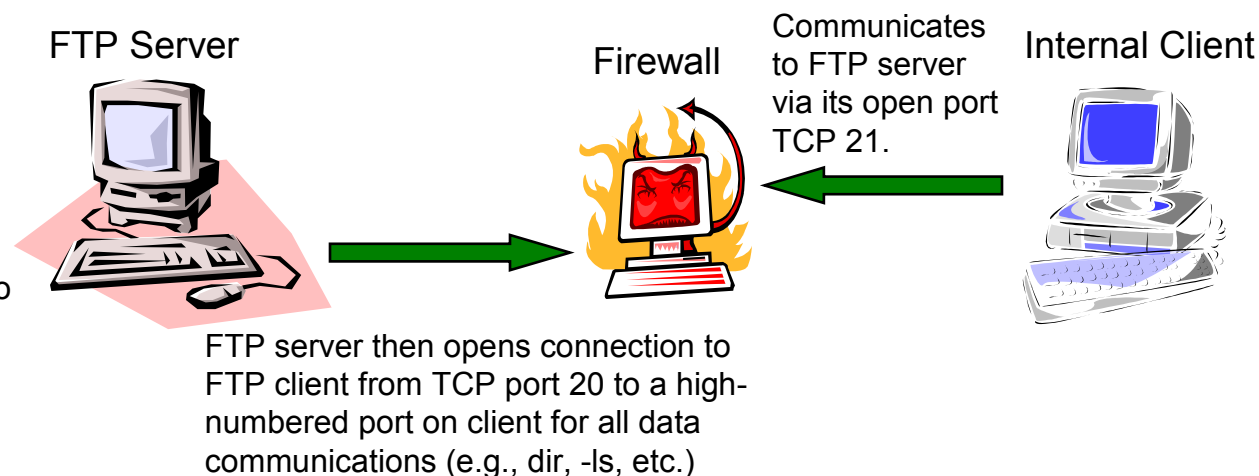 FTP Server
Firewall
Communicates
to FTP server
via its open port
TCP 21.
Internal Client
o
FTP server then opens connection to
FTP client from TCP port 20 to a high-
numbered port on client for all data
communications (e.g., dir, -ls, etc.)